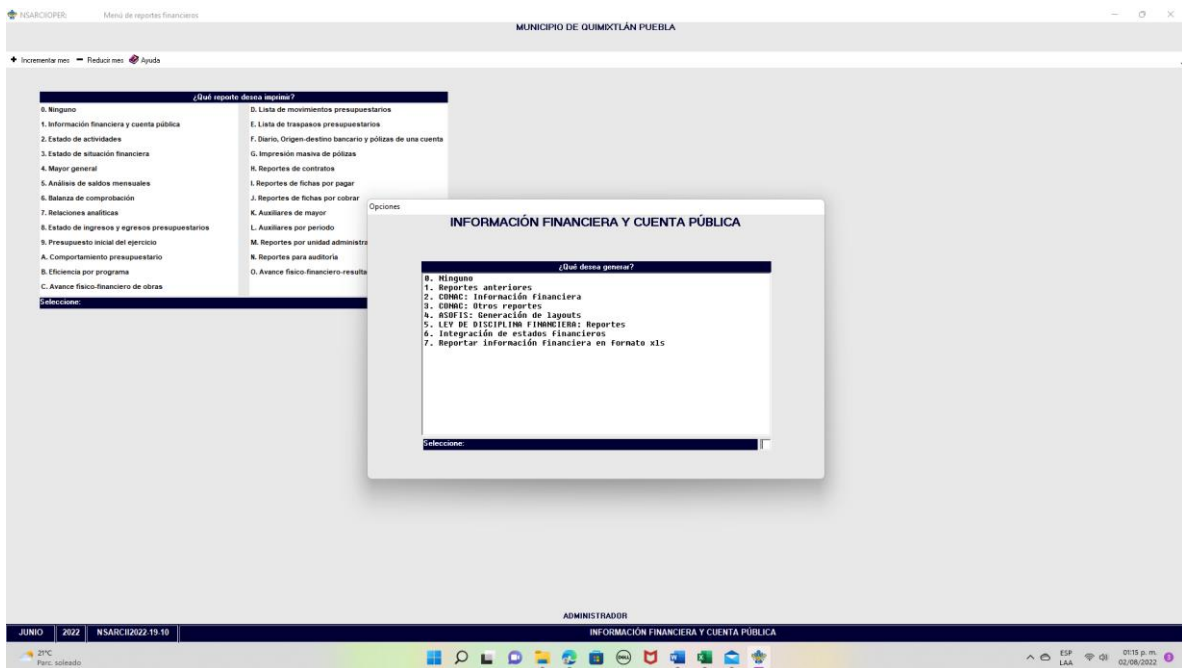 NSARCIIOPER: Menú de reportes financieros
MUNICIPIO DE QUIMIXTLÁN PUEBLA
Incrementar mes Reducir mes Ayuda
¿Qué reporte desea imprimir?
0. Ninguno
1. Información financiera y cuenta pública
2. Estado de actividades
3. Estado de situación financiera
4. Mayor general
5. Análisis de saldos mensuales
6. Balanza de comprobación
7. Relaciones analíticas
8. Estado de ingresos y egresos presupuestarios
9. Presupuesto inicial del ejercicio
A. Comportamiento presupuestario
B. Eficiencia por programa
C. Avance físico-financiero de obras
D. Lista de movimientos presupuestarios
E. Lista de traspasos presupuestarios
F. Diario, Origen-destino bancario y pólizas de una cuenta
G. Impresión masiva de pólizas
H. Reportes de contratos
I. Reportes de fichas por pagar
J. Reportes de fichas por cobrar
K. Auxiliares de mayor
L. Auxiliares por periodo
M. Reportes por unidad administra
N. Reportes para auditoría
O. Avance físico-financiero-resulta
Seleccione:
Opciones
INFORMACIÓN FINANCIERA Y CUENTA PÚBLICA
¿Qué desea generar?
0. Ninguno
1. Reportes anteriores
2. CONAC: Información financiera
3. CONAC: Otros reportes
4. ASOFIS: Generación de layouts
5. LEY DE DISCIPLINA FINANCIERA: Reportes
6. Integración de estados financieros
7. Reportar información financiera en formato xls
Seleccione:
ADMINISTRADOR
JUNIO 2022 NSARCII2022-19-10 INFORMACIÓN FINANCIERA Y CUENTA PÚBLICA
21°C
Parc. soleado
DELL
ESP
LAA
01:15 p. m.
02/08/2022